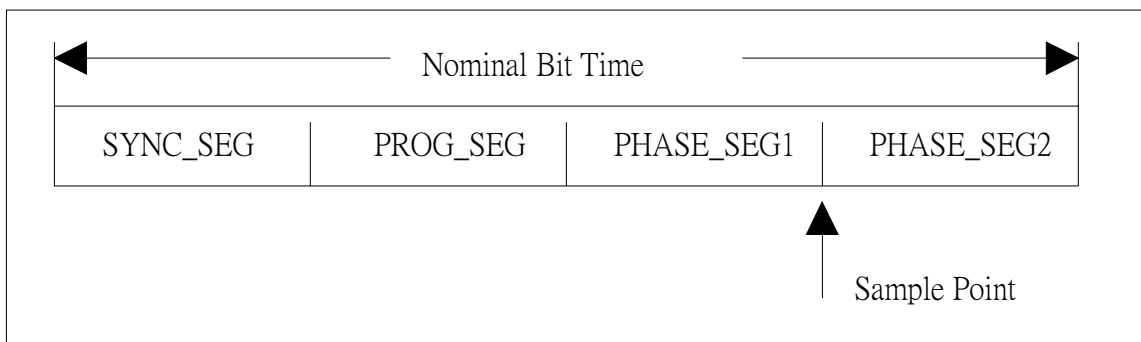 Nominal Bit Time
SYNC_SEG PROG_SEG PHASE_SEG1 PHASE_SEG2
Sample Point